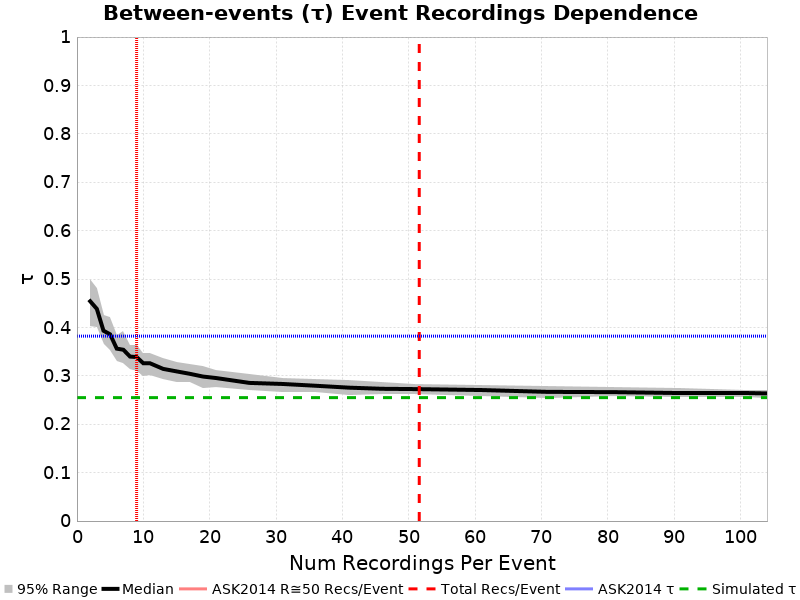 Between-events (τ) Event Recordings Dependence
1
0.9
0.8
0.7
0.6
0.5
0.4
0.3
0.2
0.1
0
τ
0 10 20 30 40 50 60 70 80 90 100
Num Recordings Per Event
95% Range Median ASK2014 R≅50 Recs/Event Total Recs/Event ASK2014 τ Simulated τ